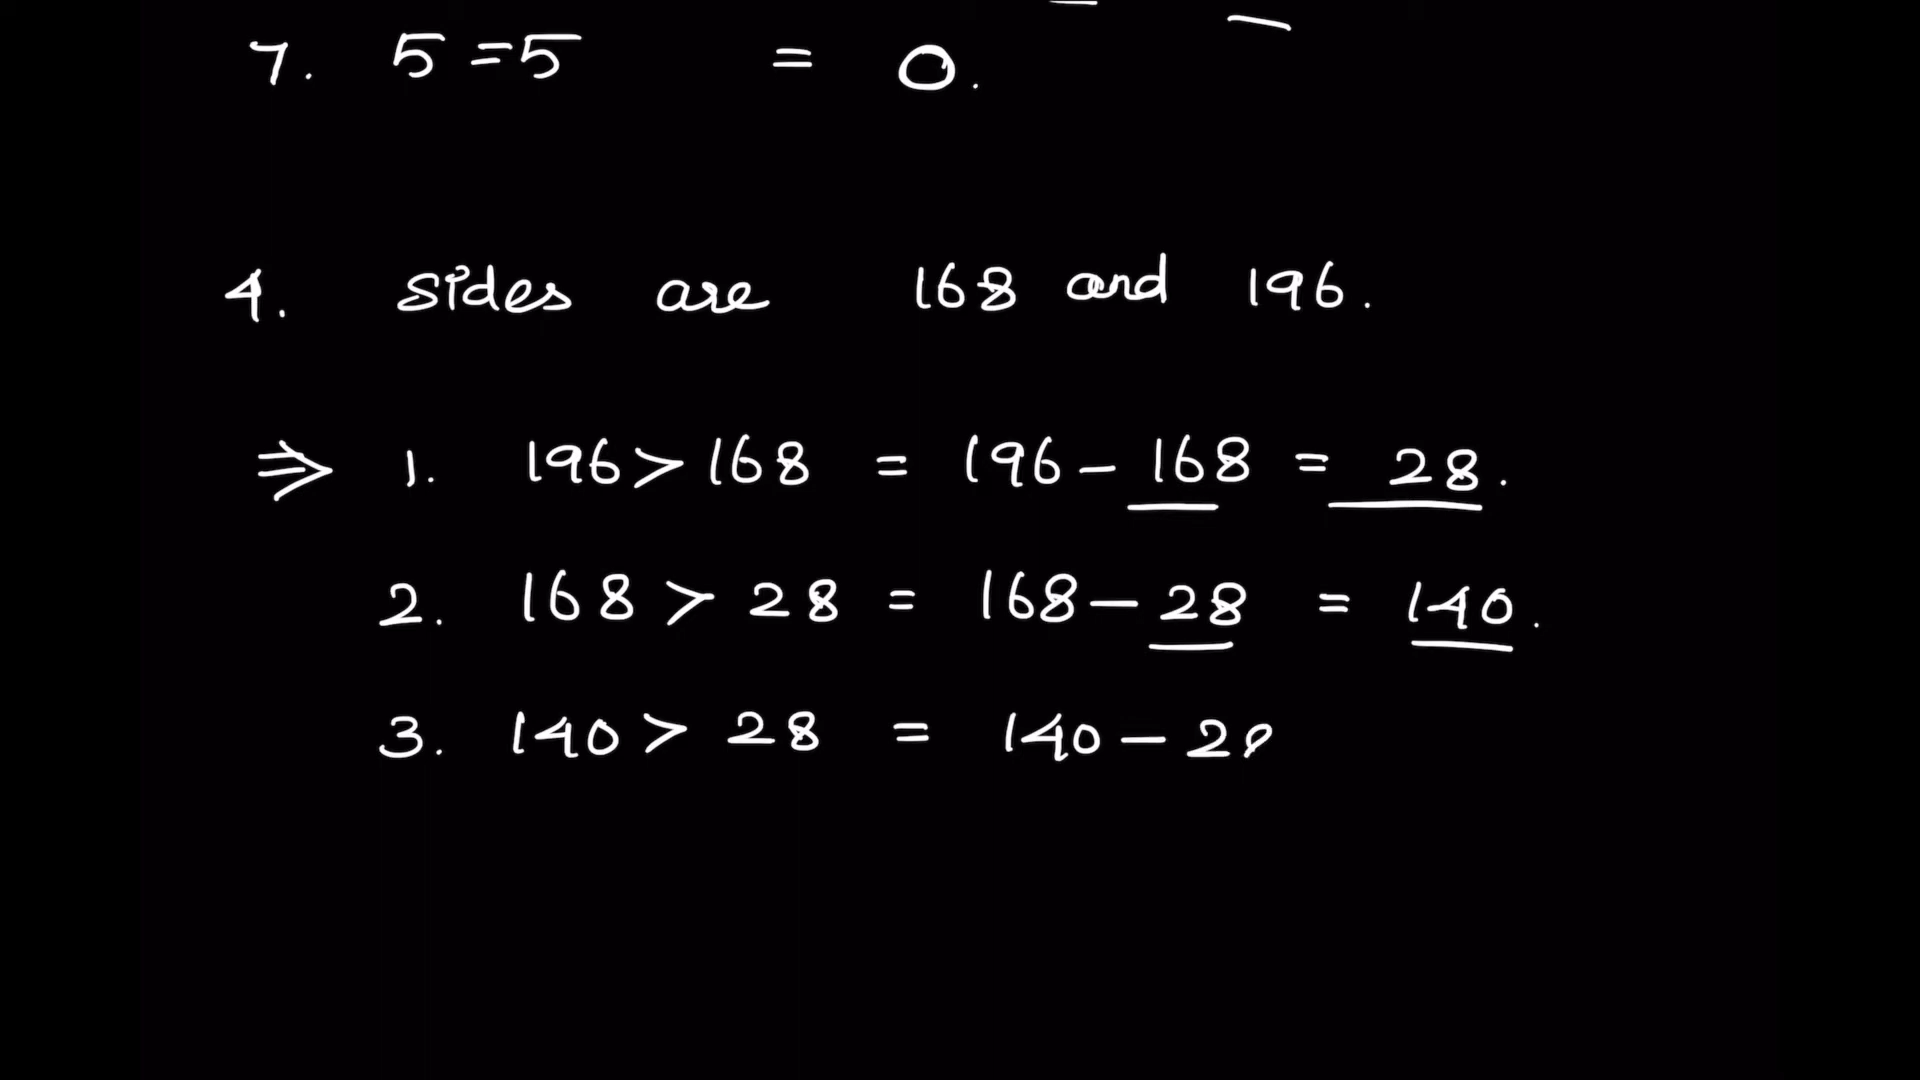 7. 5 = 5 = 0.
4. sides are 168 and 196.
⇒ 1. 196 > 168 = 196 - 168 = 28.
2. 168 > 28 = 168 - 28 = 140.
3. 140 > 28 = 140 - 2